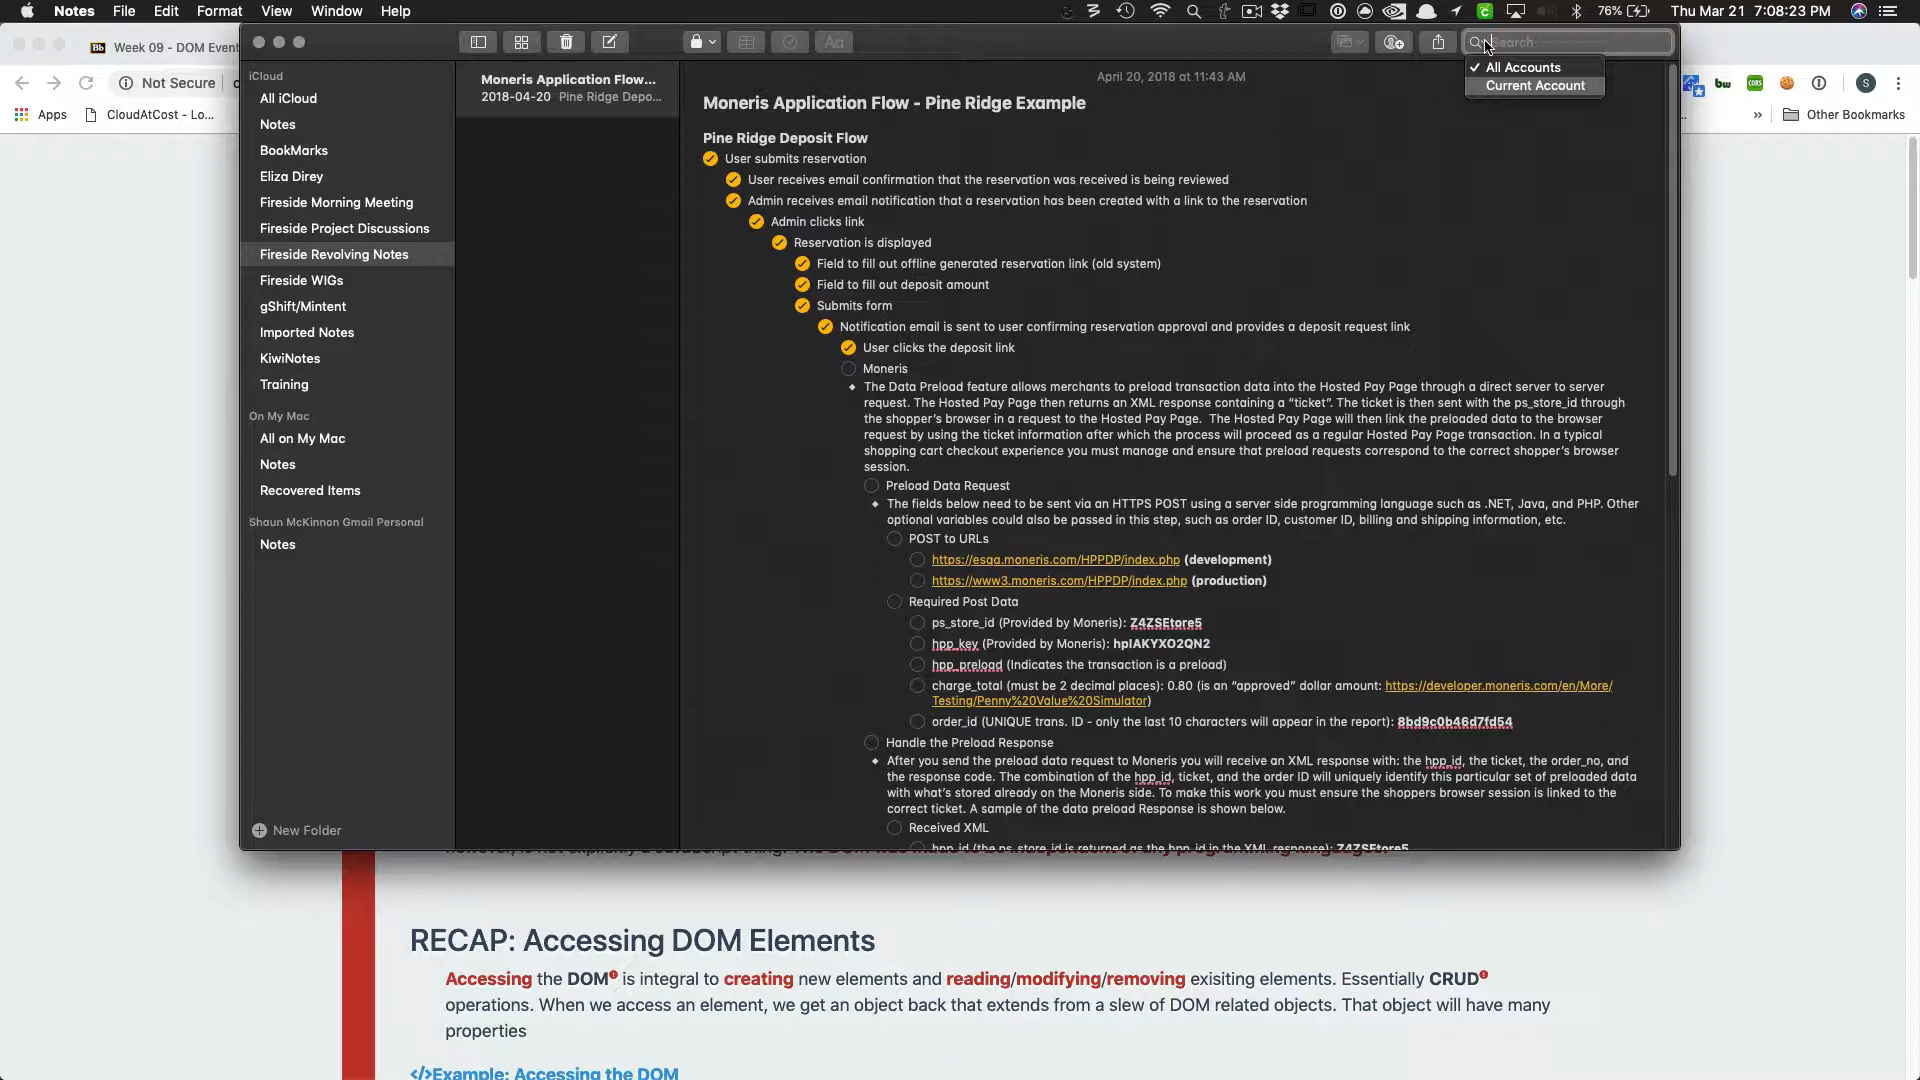 Notes File Edit Format View Window Help
76% Thu Mar 21 7:08:23 PM
Week 09 - DOM Event
Search
All Accounts
Current Account
Not Secure
Apps
CloudAtCost - Lo...
Other Bookmarks
iCloud
All iCloud
Notes
BookMarks
Eliza Direy
Fireside Morning Meeting
Fireside Project Discussions
Fireside Revolving Notes
Fireside WIGs
gShift/Mintent
Imported Notes
KiwiNotes
Training
On My Mac
All on My Mac
Notes
Recovered Items
Shaun McKinnon Gmail Personal
Notes
New Folder
Moneris Application Flow...
2018-04-20 Pine Ridge Depo...
April 20, 2018 at 11:43 AM
Moneris Application Flow - Pine Ridge Example
Pine Ridge Deposit Flow
User submits reservation
User receives email confirmation that the reservation was received is being reviewed
Admin receives email notification that a reservation has been created with a link to the reservation
Admin clicks link
Reservation is displayed
Field to fill out offline generated reservation link (old system)
Field to fill out deposit amount
Submits form
Notification email is sent to user confirming reservation approval and provides a deposit request link
User clicks the deposit link
Moneris
The Data Preload feature allows merchants to preload transaction data into the Hosted Pay Page through a direct server to server
request. The Hosted Pay Page then returns an XML response containing a “ticket”. The ticket is then sent with the ps_store_id through
the shopper’s browser in a request to the Hosted Pay Page.  The Hosted Pay Page will then link the preloaded data to the browser
request by using the ticket information after which the process will proceed as a regular Hosted Pay Page transaction. In a typical
shopping cart checkout experience you must manage and ensure that preload requests correspond to the correct shopper’s browser
session.
Preload Data Request
The fields below need to be sent via an HTTPS POST using a server side programming language such as .NET, Java, and PHP. Other
optional variables could also be passed in this step, such as order ID, customer ID, billing and shipping information, etc.
POST to URLs
https://esqa.moneris.com/HPPDP/index.php (development)
https://www3.moneris.com/HPPDP/index.php (production)
Required Post Data
ps_store_id (Provided by Moneris): Z4ZSEtore5
hpp_key (Provided by Moneris): hpIAKYXO2QN2
hpp_preload (Indicates the transaction is a preload)
charge_total (must be 2 decimal places): 0.80 (is an “approved” dollar amount: https://developer.moneris.com/en/More/
Testing/Penny%20Value%20Simulator)
order_id (UNIQUE trans. ID - only the last 10 characters will appear in the report): 8bd9c0b46d7fd54
Handle the Preload Response
After you send the preload data request to Moneris you will receive an XML response with: the hpp_id, the ticket, the order_no, and
the response code. The combination of the hpp_id, ticket, and the order ID will uniquely identify this particular set of preloaded data
with what’s stored already on the Moneris side. To make this work you must ensure the shoppers browser session is linked to the
correct ticket. A sample of the data preload Response is shown below.
Received XML
hpp_id (the ps_store_id is returned as the hpp_id in the XML response): Z4ZSEtore5
RECAP: Accessing DOM Elements
Accessing the DOM is integral to creating new elements and reading/modifying/removing exisiting elements. Essentially CRUD
operations. When we access an element, we get an object back that extends from a slew of DOM related objects. That object will have many
properties
</>Example: Accessing the DOM